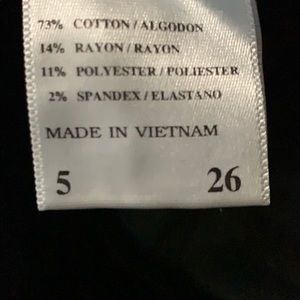 73% COTTON / ALGODON
14% RAYON / RAYON
11% POLYESTER / POLIESTER
2% SPANDEX / ELASTANO
MADE IN VIETNAM
5 26